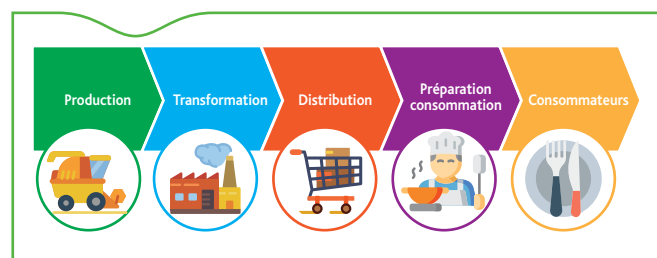 Production
Transformation
Distribution
Préparation
consommation
Consommateurs